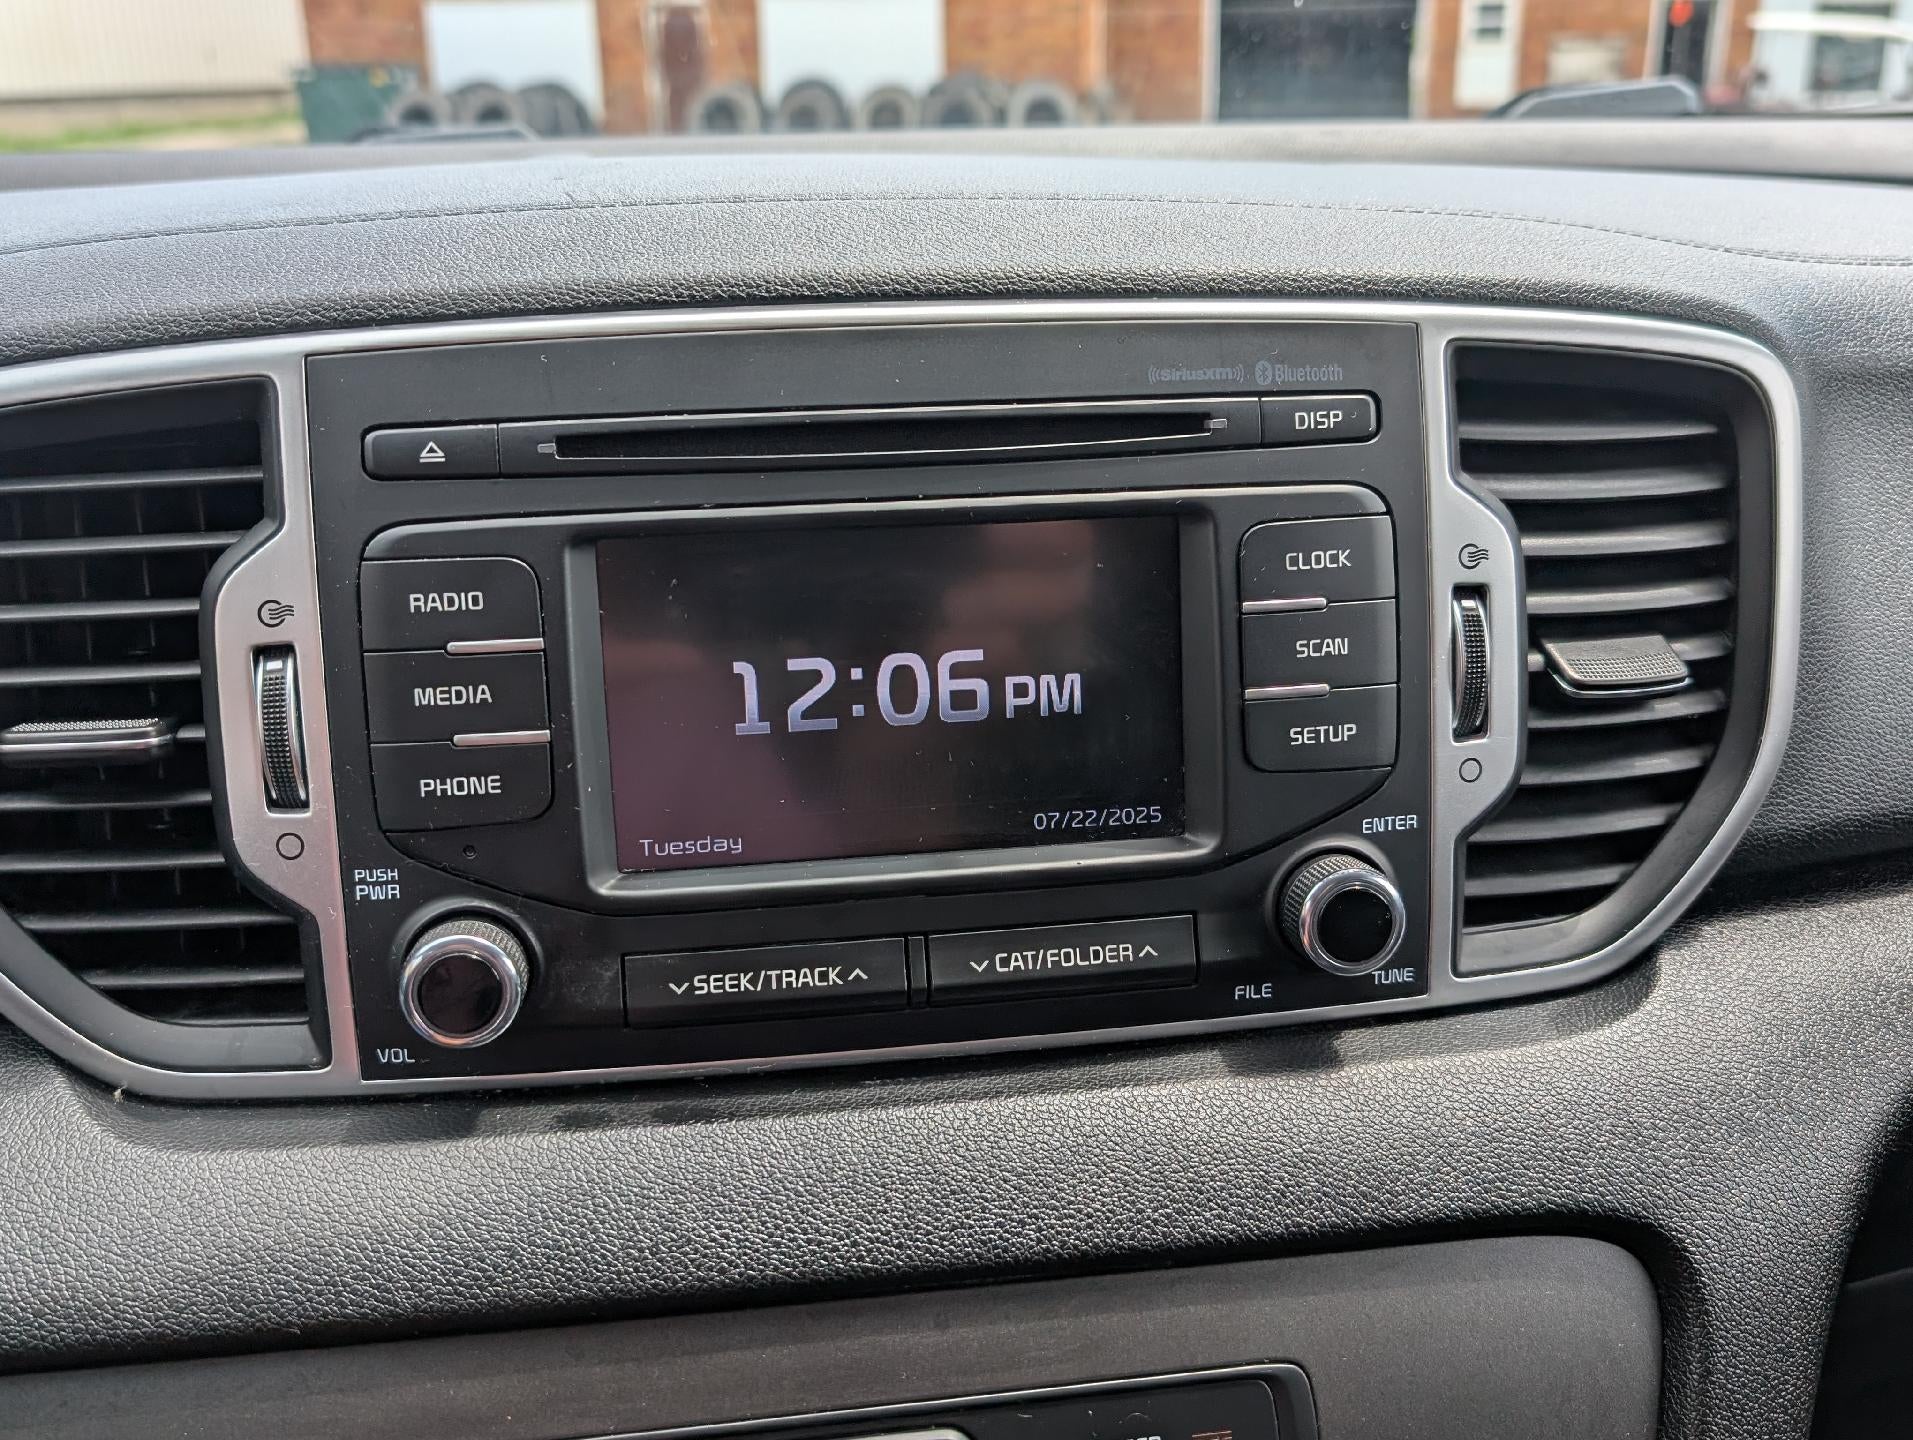 ((SiriusXM)) Bluetooth
DISP
RADIO
MEDIA
PHONE
12:06 PM
Tuesday
07/22/2025
CLOCK
SCAN
SETUP
PUSH
PWR
VOL
SEEK/TRACK
CAT/FOLDER
ENTER
FILE
TUNE